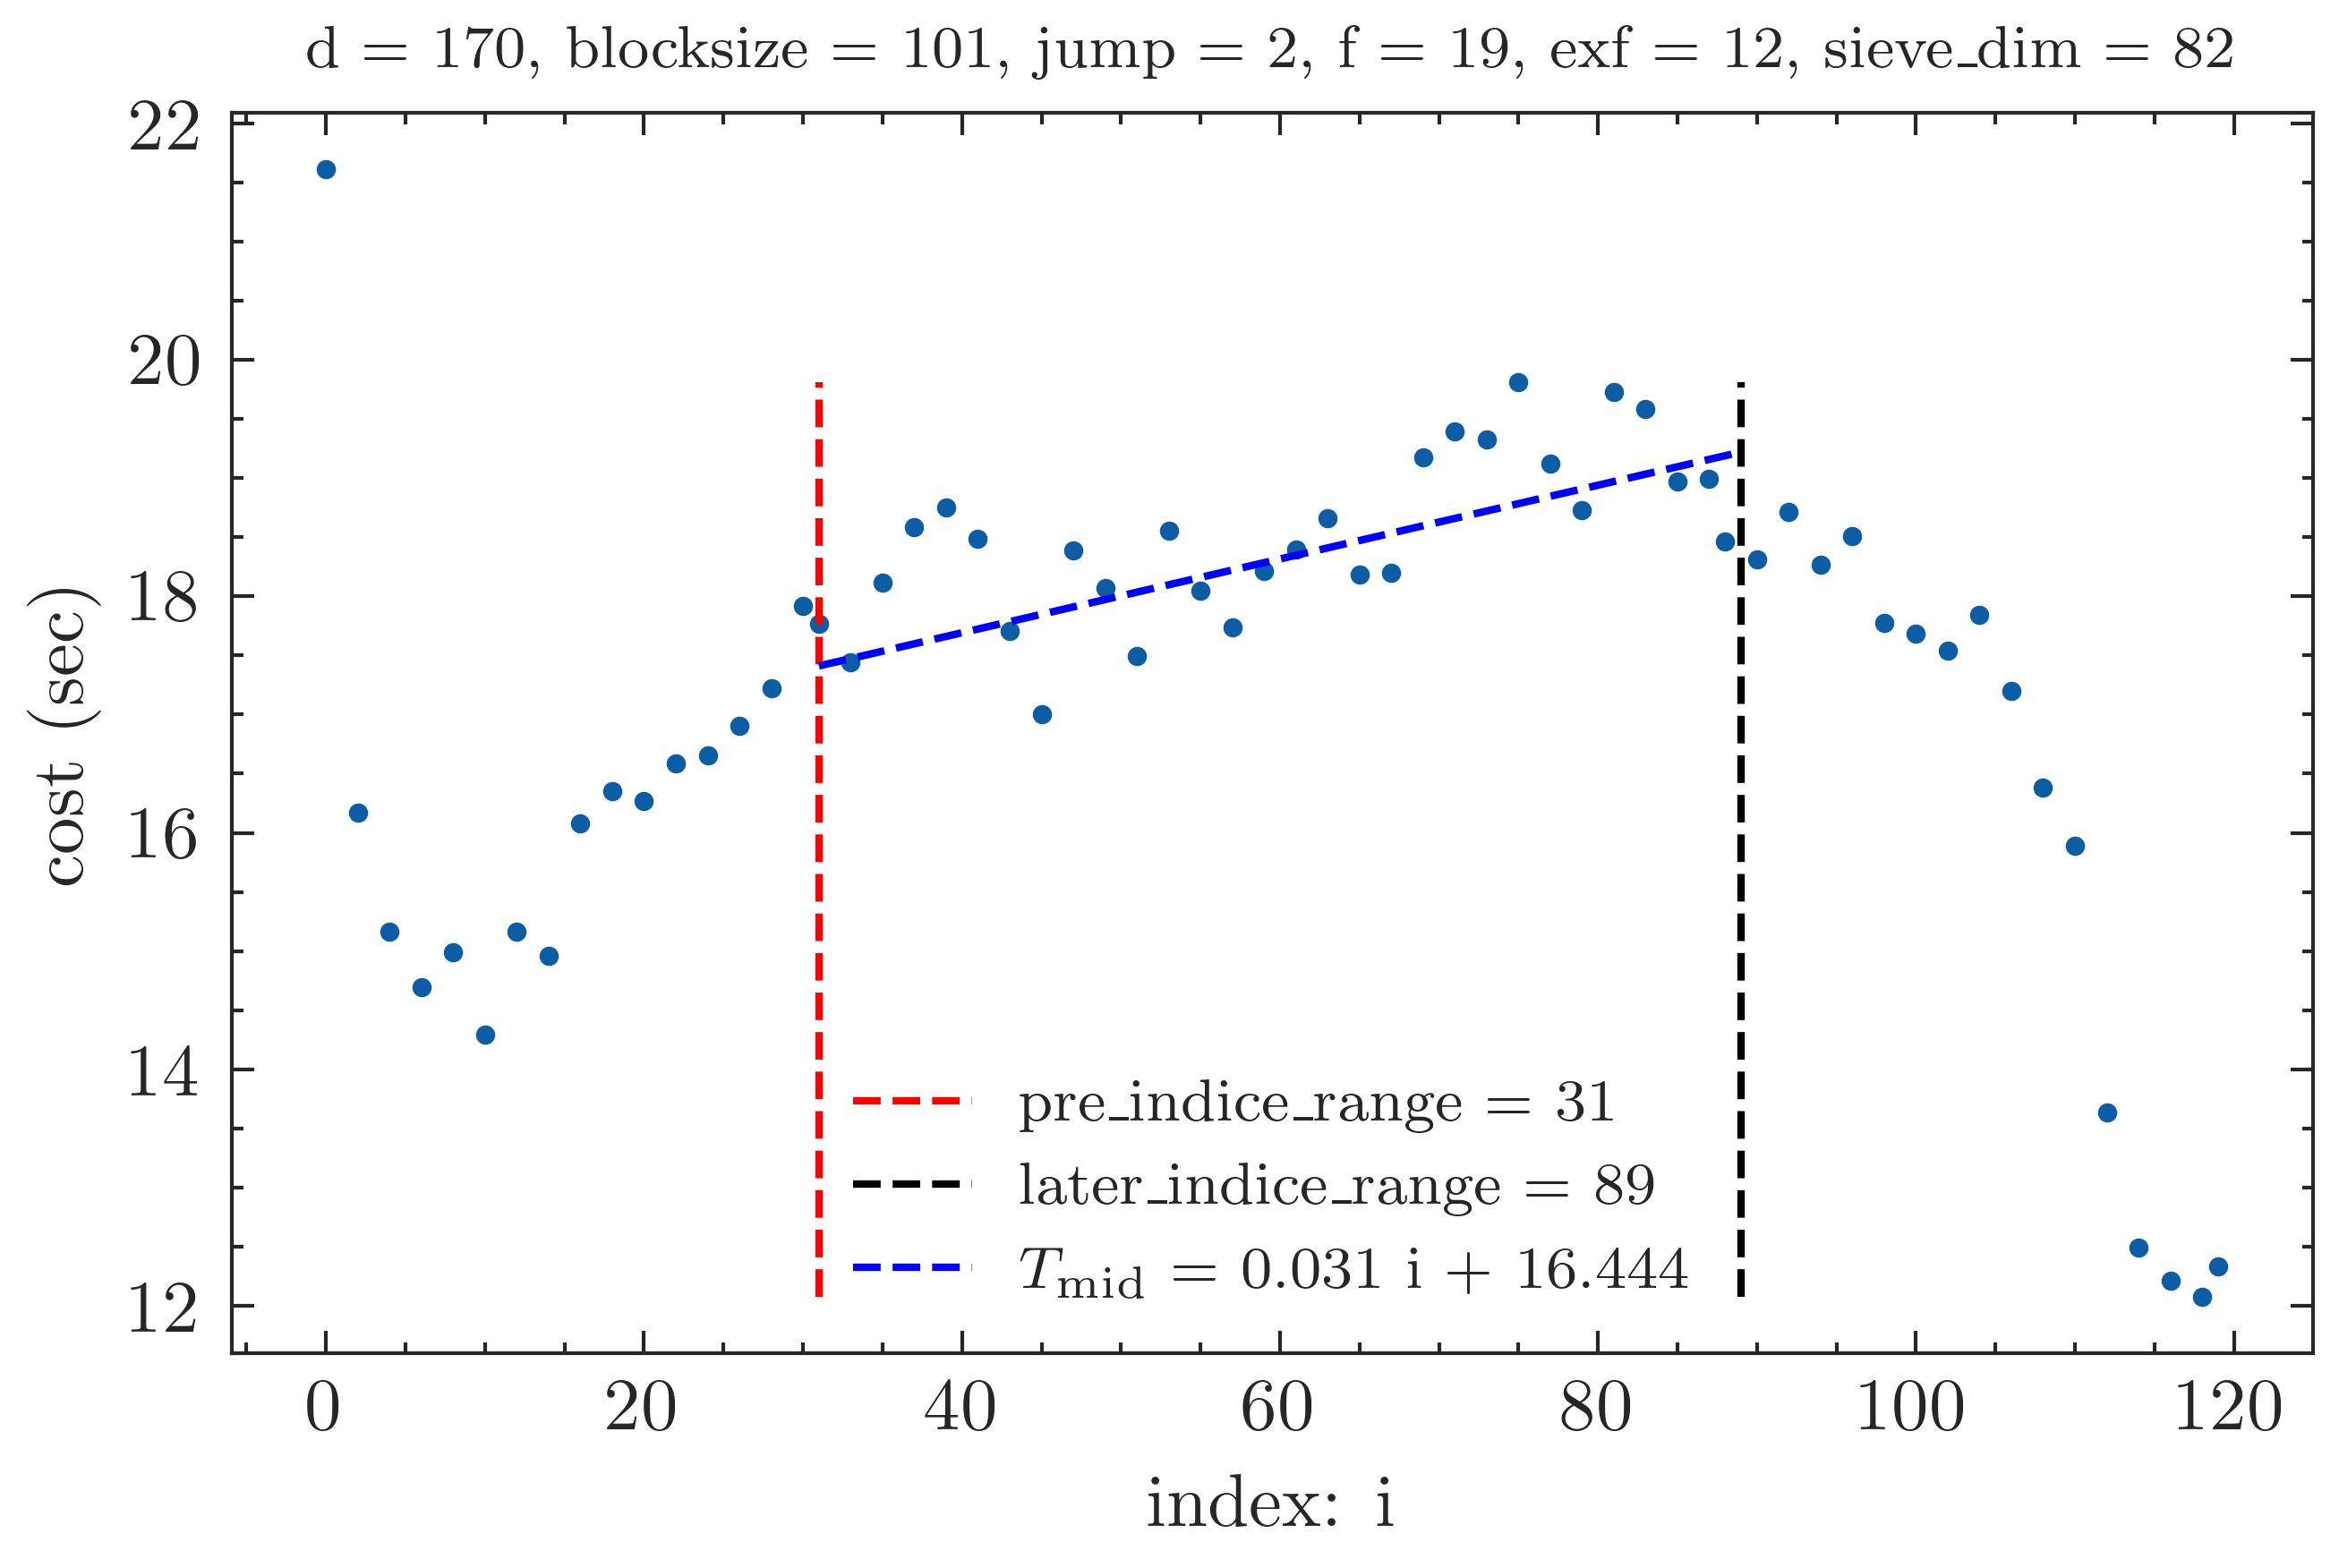 d = 170, blocksize = 101, jump = 2, f = 19, exf = 12, sieve_dim = 82
22
20
18
16
14
12
cost (sec)
pre_indice_range = 31
later_indice_range = 89
T_mid = 0.031 i + 16.444
0 20 40 60 80 100 120
index: i